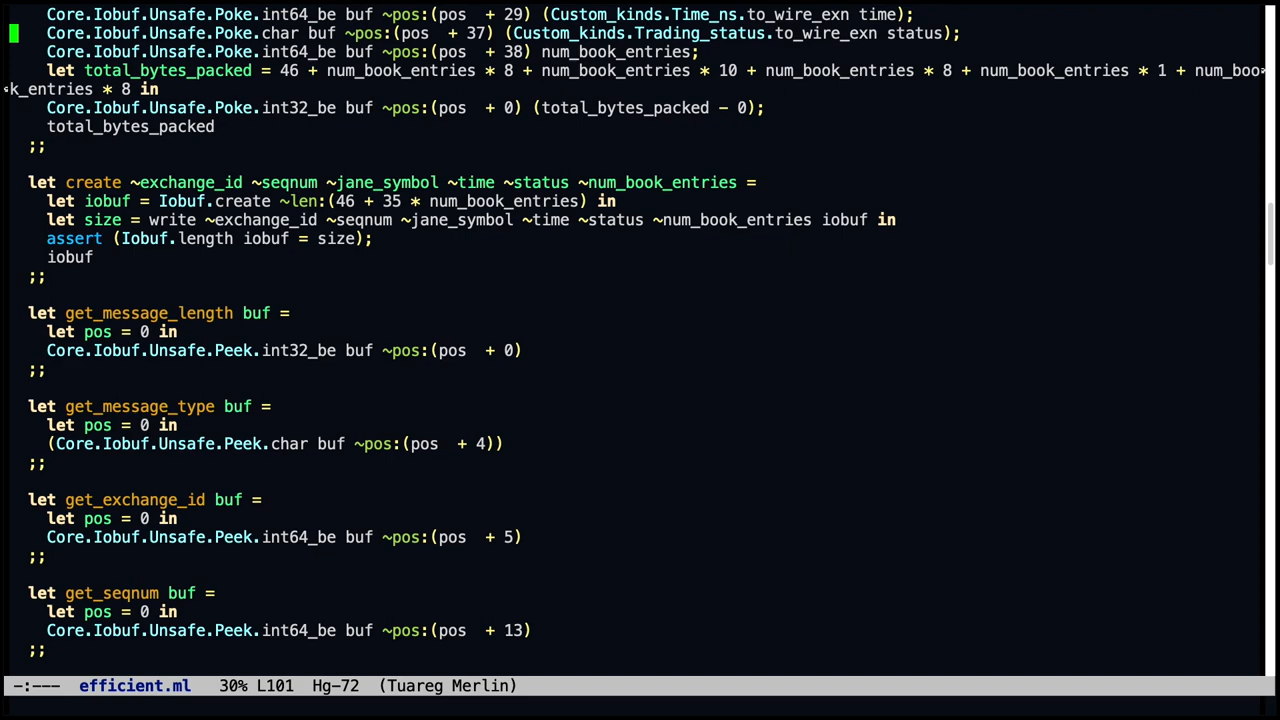 Core.Iobuf.Unsafe.Poke.int64_be buf ~pos:(pos  + 29) (Custom_kinds.Time_ns.to_wire_exn time);
Core.Iobuf.Unsafe.Poke.char buf ~pos:(pos  + 37) (Custom_kinds.Trading_status.to_wire_exn status);
Core.Iobuf.Unsafe.Poke.int64_be buf ~pos:(pos  + 38) num_book_entries;
let total_bytes_packed = 46 + num_book_entries * 8 + num_book_entries * 10 + num_book_entries * 8 + num_book_entries * 1 + num_boo
k_entries * 8 in
Core.Iobuf.Unsafe.Poke.int32_be buf ~pos:(pos  + 0) (total_bytes_packed - 0);
total_bytes_packed
;;
let create ~exchange_id ~seqnum ~jane_symbol ~time ~status ~num_book_entries =
let iobuf = Iobuf.create ~len:(46 + 35 * num_book_entries) in
let size = write ~exchange_id ~seqnum ~jane_symbol ~time ~status ~num_book_entries iobuf in
assert (Iobuf.length iobuf = size);
iobuf
;;
let get_message_length buf =
let pos = 0 in
Core.Iobuf.Unsafe.Peek.int32_be buf ~pos:(pos  + 0)
;;
let get_message_type buf =
let pos = 0 in
(Core.Iobuf.Unsafe.Peek.char buf ~pos:(pos  + 4))
;;
let get_exchange_id buf =
let pos = 0 in
Core.Iobuf.Unsafe.Peek.int64_be buf ~pos:(pos  + 5)
;;
let get_seqnum buf =
let pos = 0 in
Core.Iobuf.Unsafe.Peek.int64_be buf ~pos:(pos  + 13)
;;
-:---  efficient.ml   30% L101  Hg-72  (Tuareg Merlin)